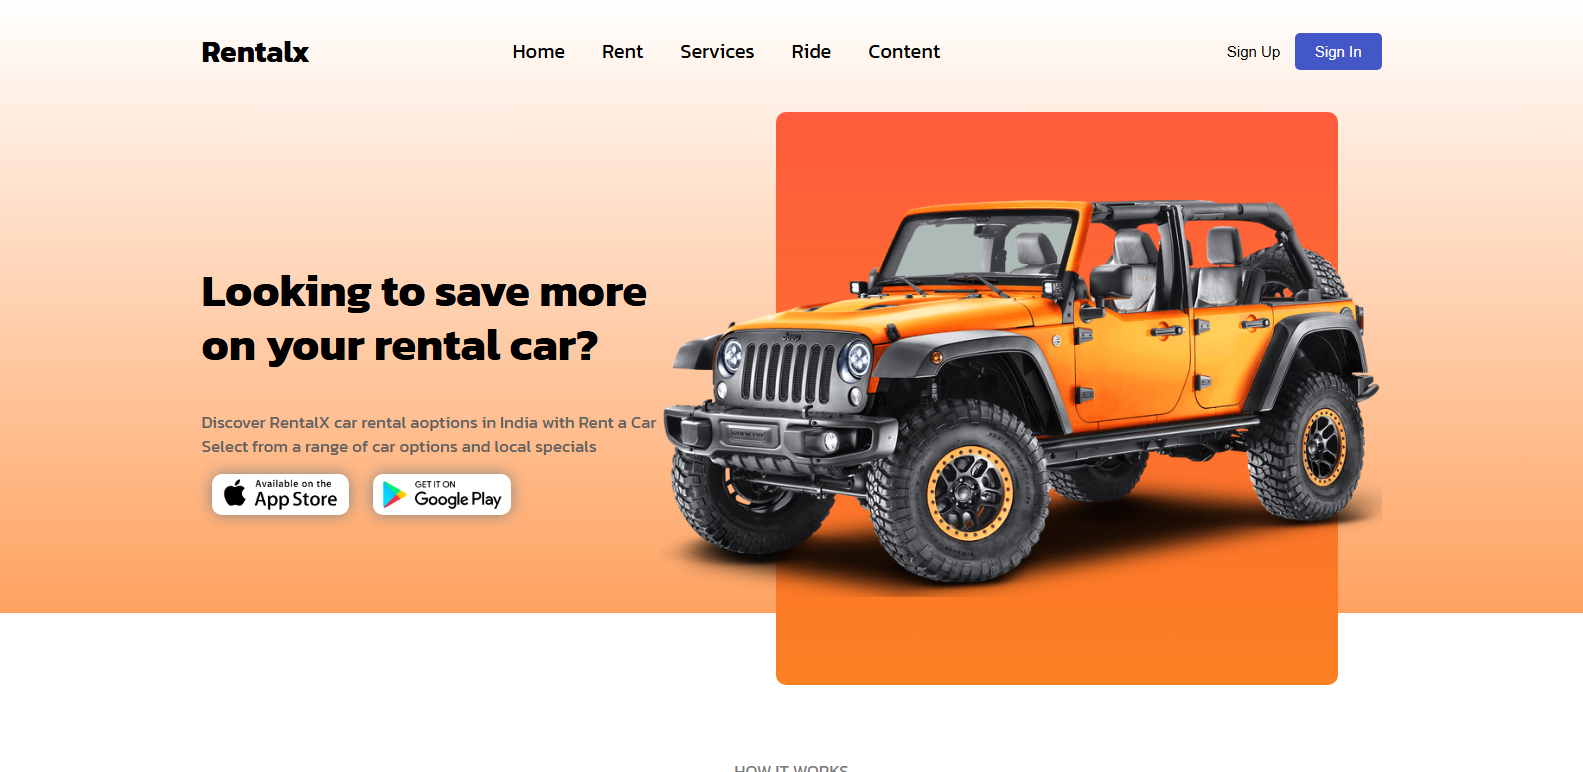 Rentalx
Home Rent Services Ride Content
Sign Up Sign In
Looking to save more
on your rental car?
Discover RentalX car rental aoptions in India with Rent a Car
Select from a range of car options and local specials
Available on the
App Store
GET IT ON
Google Play
Jeep
HOW IT WORKS